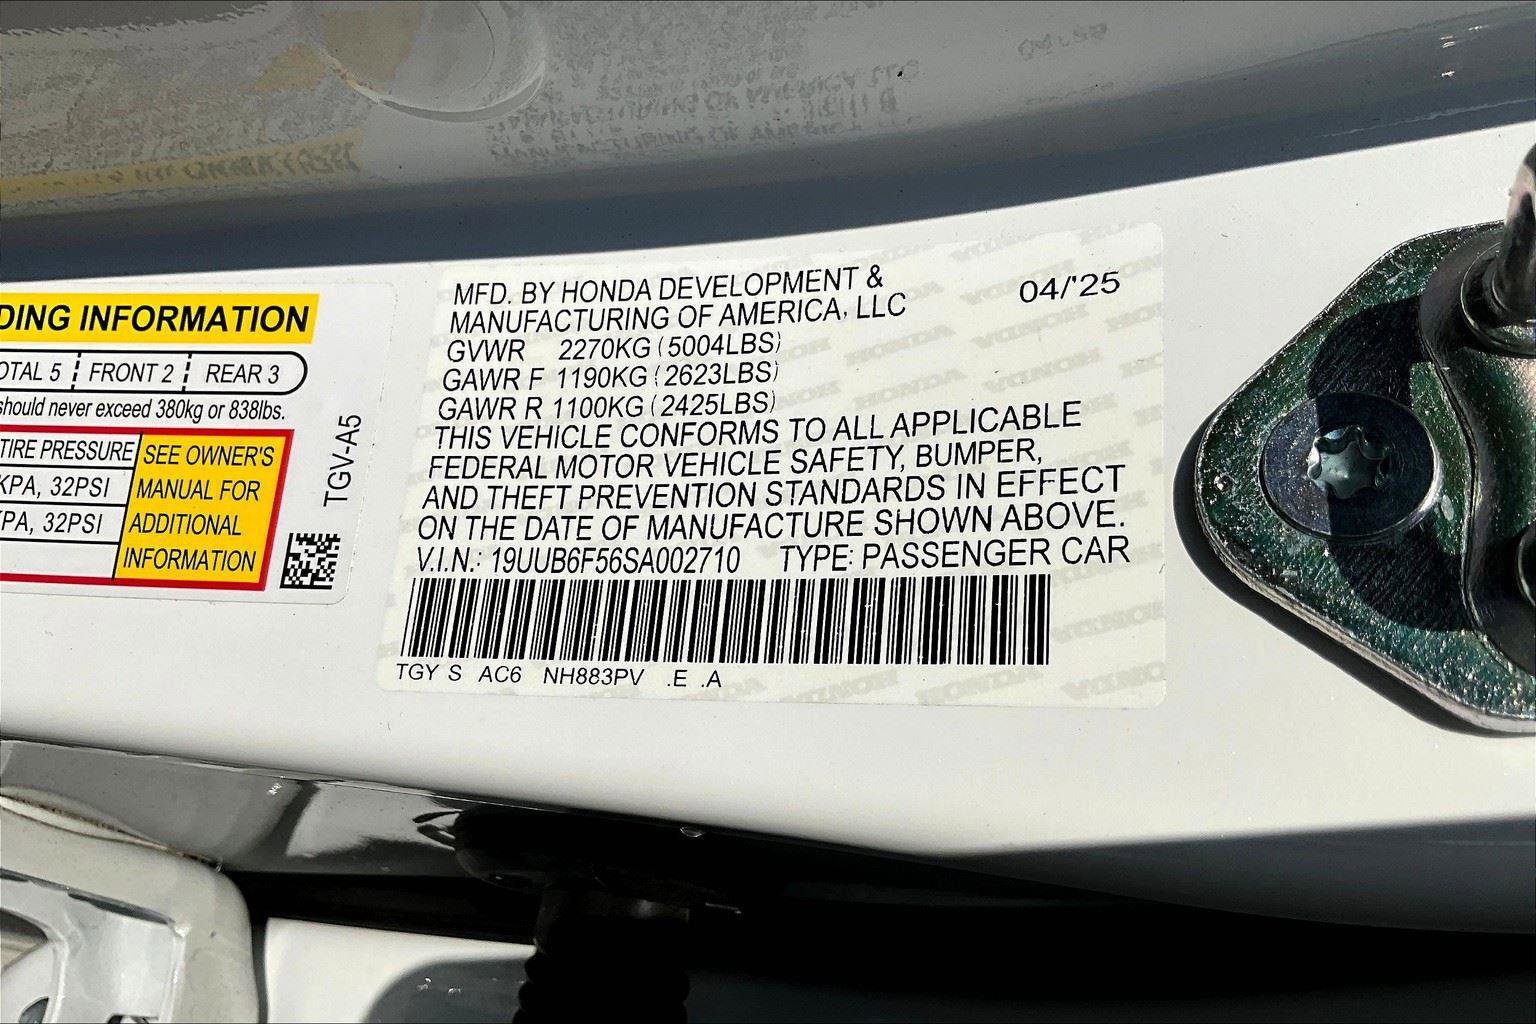 DING INFORMATION
OTAL 5 FRONT 2 REAR 3
should never exceed 380kg or 838lbs.
TIRE PRESSURE
KPA, 32PSI
KPA, 32PSI
SEE OWNER'S
MANUAL FOR
ADDITIONAL
INFORMATION
TGV-A5
MFD. BY HONDA DEVELOPMENT &
MANUFACTURING OF AMERICA, LLC
04/'25
GVWR 2270KG (5004LBS)
GAWR F 1190KG (2623LBS)
GAWR R 1100KG (2425LBS)
THIS VEHICLE CONFORMS TO ALL APPLICABLE
FEDERAL MOTOR VEHICLE SAFETY, BUMPER,
AND THEFT PREVENTION STANDARDS IN EFFECT
ON THE DATE OF MANUFACTURE SHOWN ABOVE.
V.I.N.: 19UUB6F56SA002710 TYPE: PASSENGER CAR
TGY S AC6 NH883PV .E .A